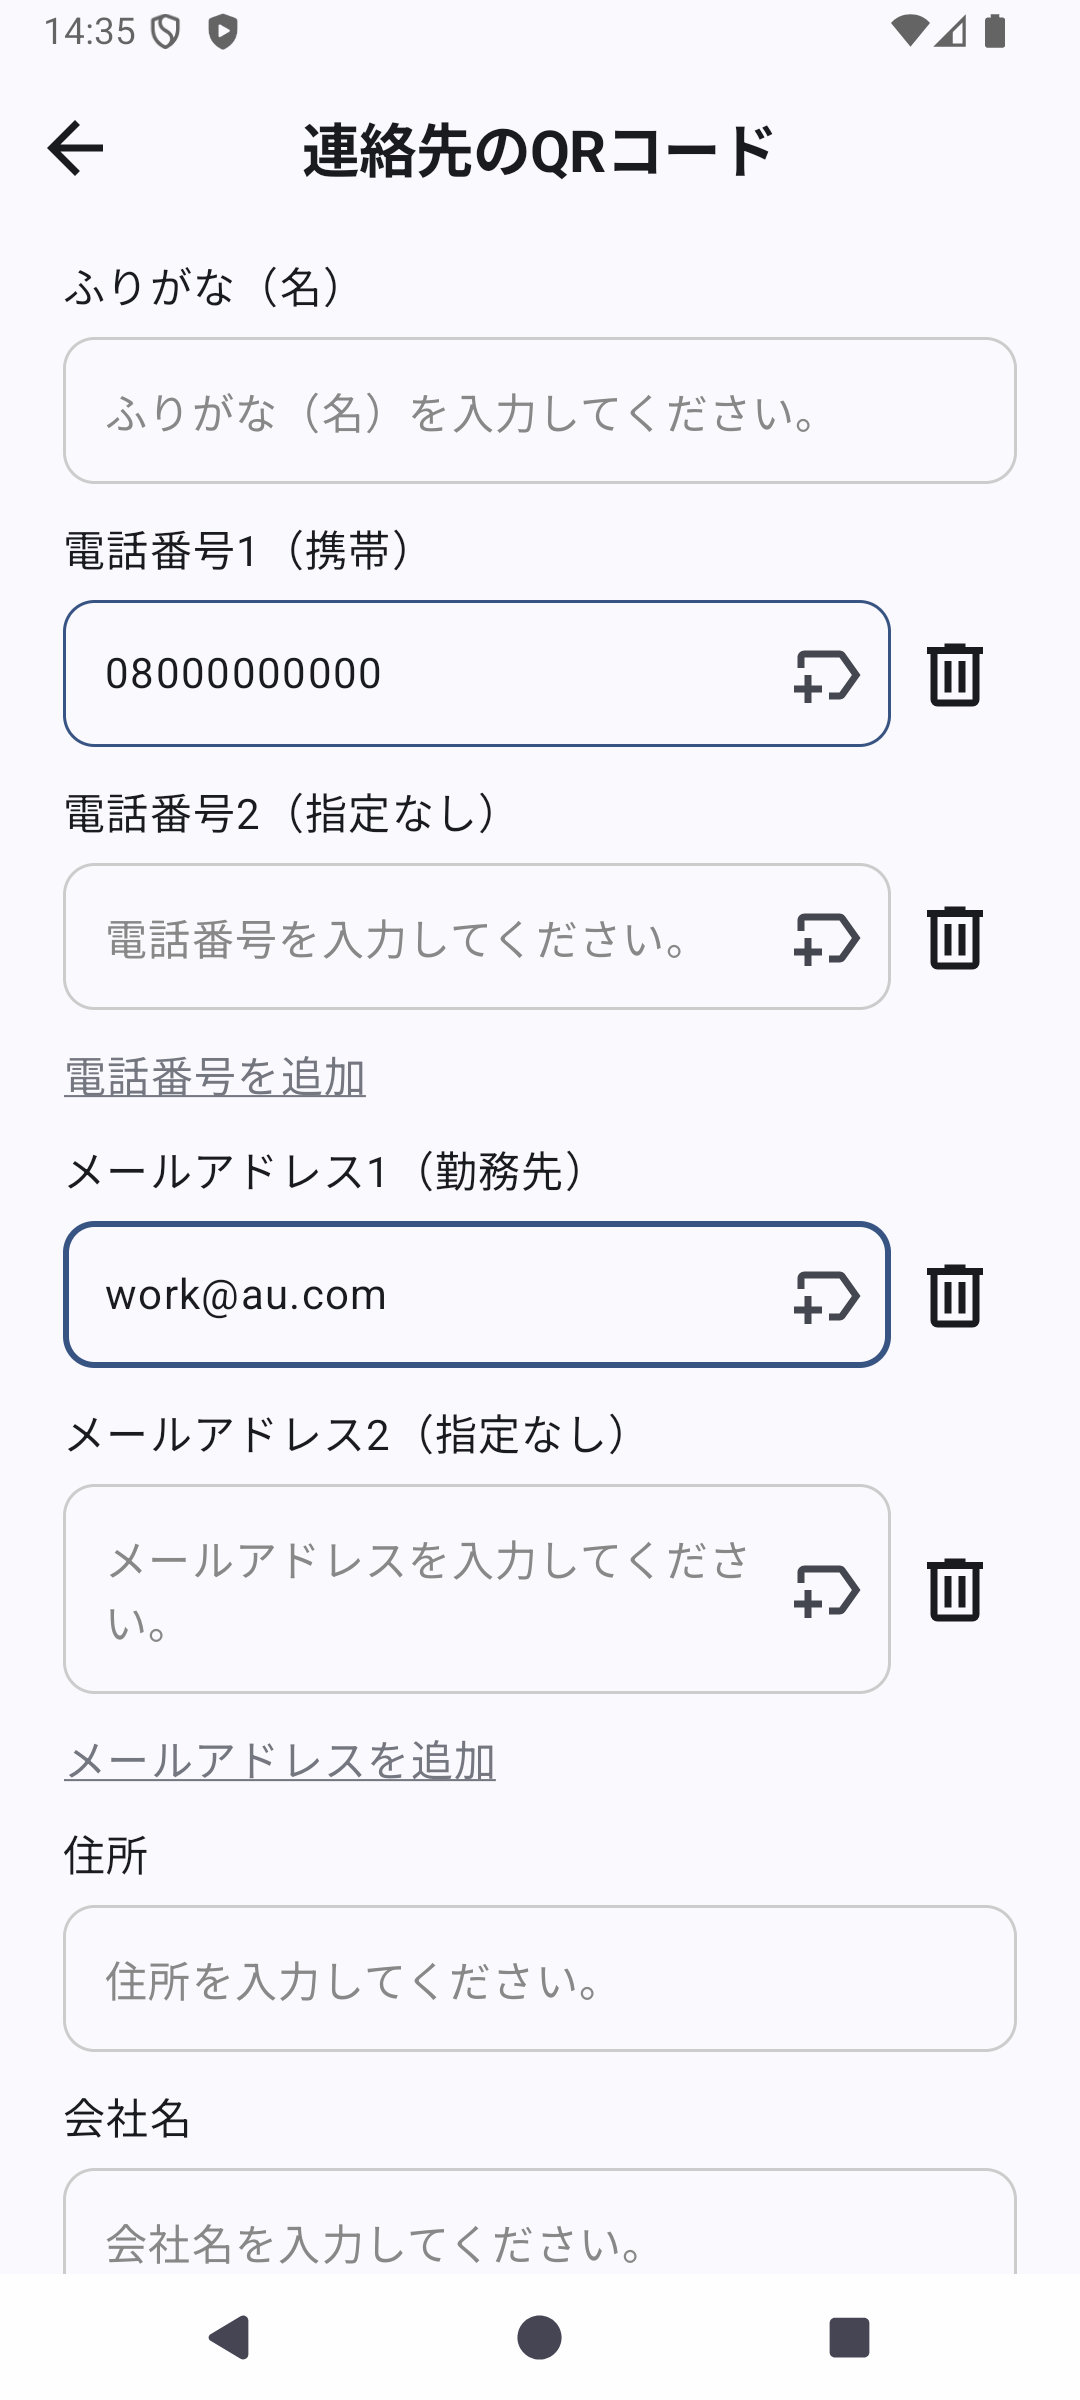 14:35
連絡先のQRコード
ふりがな（名）
ふりがな（名）を入力してください。
電話番号1（携帯）
08000000000
電話番号2（指定なし）
電話番号を入力してください。
電話番号を追加
メールアドレス1（勤務先）
work@au.com
メールアドレス2（指定なし）
メールアドレスを入力してくださ
い。
メールアドレスを追加
住所
住所を入力してください。
会社名
会社名を入力してください。